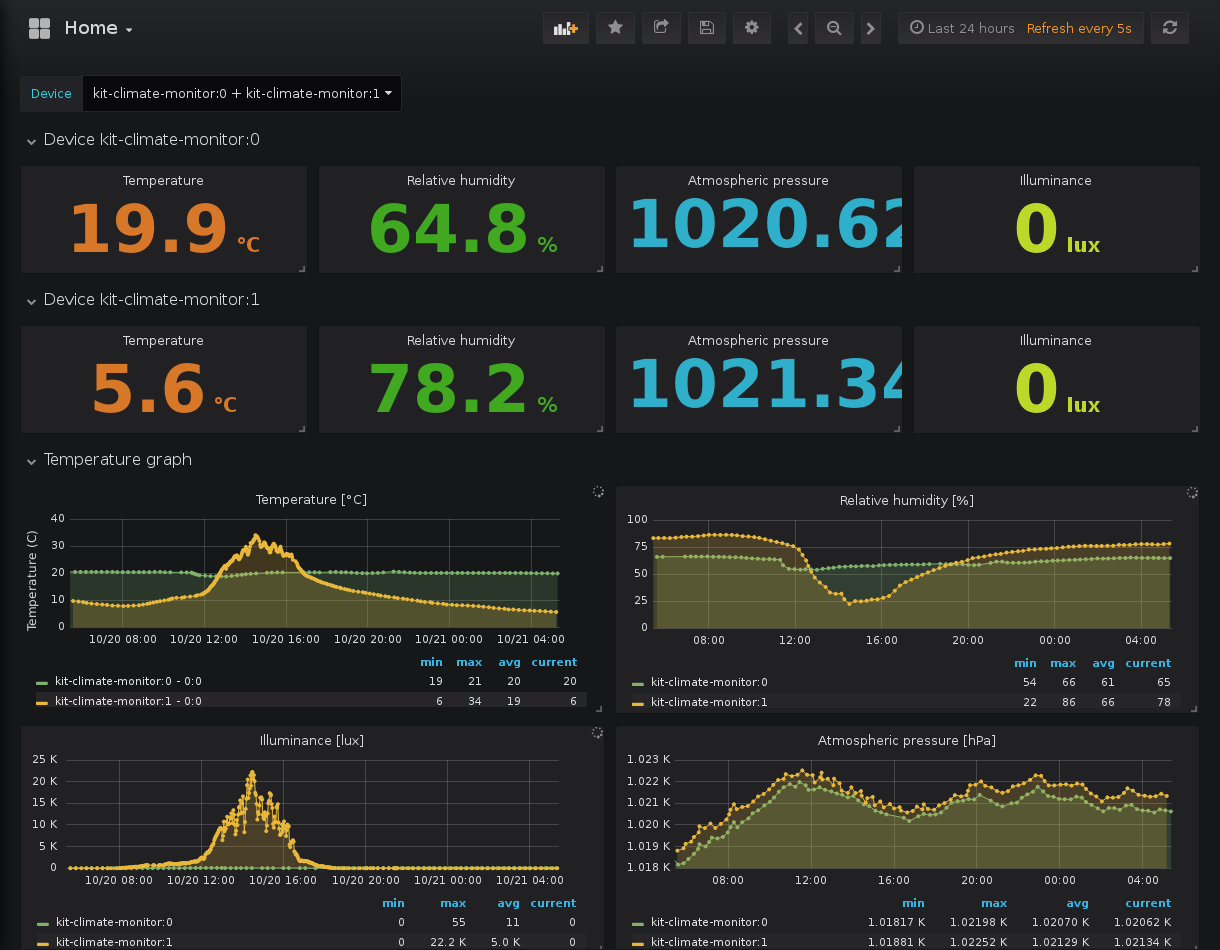 Home
Last 24 hours Refresh every 5s
Device kit-climate-monitor:0 + kit-climate-monitor:1
Device kit-climate-monitor:0
Temperature Relative humidity Atmospheric pressure Illuminance
19.9 °C 64.8 % 1020.62 0 lux
Device kit-climate-monitor:1
Temperature Relative humidity Atmospheric pressure Illuminance
5.6 °C 78.2 % 1021.34 0 lux
Temperature graph
Temperature [°C]
Temperature (C)
40
30
20
10
0
10/20 08:00 10/20 12:00 10/20 16:00 10/20 20:00 10/21 00:00 10/21 04:00
min max avg current
kit-climate-monitor:0 - 0:0 19 21 20 20
kit-climate-monitor:1 - 0:0 6 34 19 6
Relative humidity [%]
100
75
50
25
0
08:00 12:00 16:00 20:00 00:00 04:00
min max avg current
kit-climate-monitor:0 54 66 61 65
kit-climate-monitor:1 22 86 66 78
Illuminance [lux]
25 K
20 K
15 K
10 K
5 K
0
10/20 08:00 10/20 12:00 10/20 16:00 10/20 20:00 10/21 00:00 10/21 04:00
min max avg current
kit-climate-monitor:0 0 55 11 0
kit-climate-monitor:1 0 22.2 K 5.0 K 0
Atmospheric pressure [hPa]
1.023 K
1.022 K
1.021 K
1.020 K
1.019 K
1.018 K
08:00 12:00 16:00 20:00 00:00 04:00
min max avg current
kit-climate-monitor:0 1.01817 K 1.02198 K 1.02070 K 1.02062 K
kit-climate-monitor:1 1.01881 K 1.02252 K 1.02129 K 1.02134 K